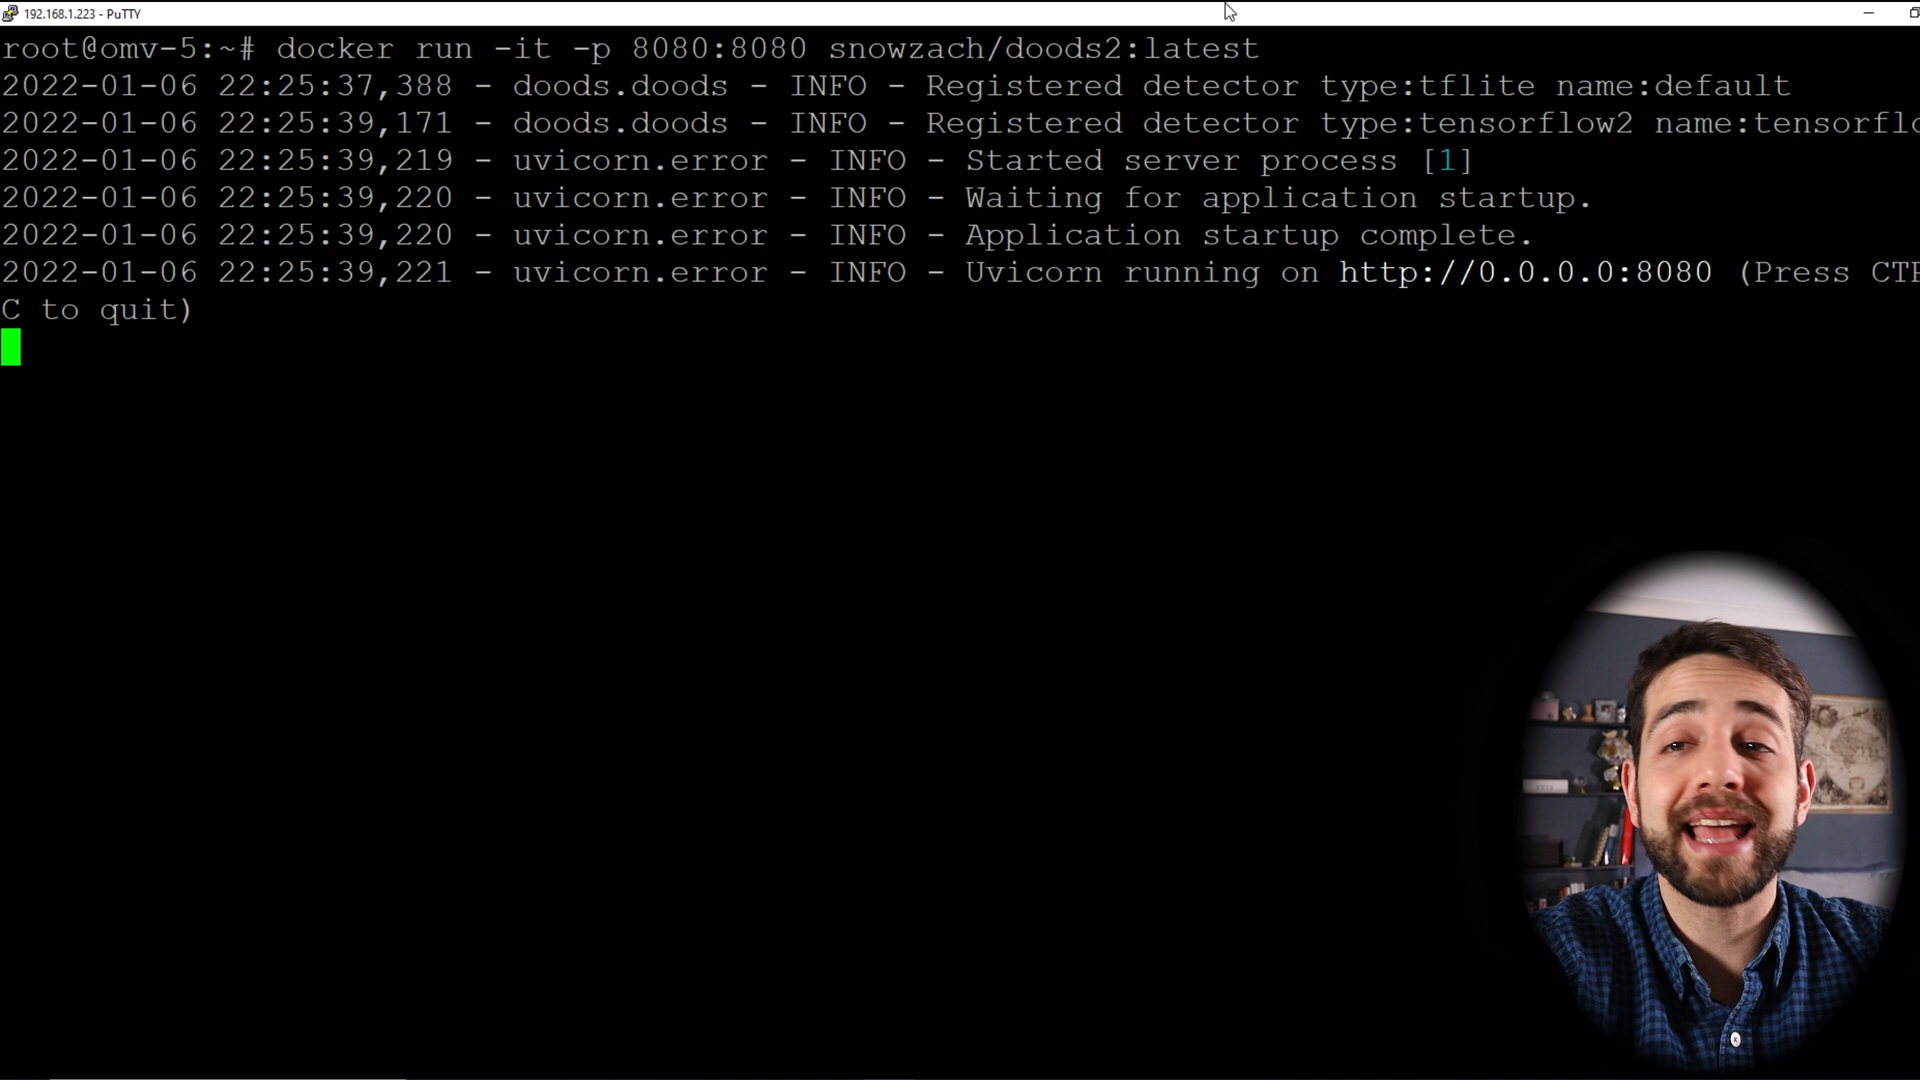 192.168.1.223 - PuTTY
root@omv-5:~# docker run -it -p 8080:8080 snowzach/doods2:latest
2022-01-06 22:25:37,388 - doods.doods - INFO - Registered detector type:tflite name:default
2022-01-06 22:25:39,171 - doods.doods - INFO - Registered detector type:tensorflow2 name:tensorflo
2022-01-06 22:25:39,219 - uvicorn.error - INFO - Started server process [1]
2022-01-06 22:25:39,220 - uvicorn.error - INFO - Waiting for application startup.
2022-01-06 22:25:39,220 - uvicorn.error - INFO - Application startup complete.
2022-01-06 22:25:39,221 - uvicorn.error - INFO - Uvicorn running on http://0.0.0.0:8080 (Press CT
C to quit)